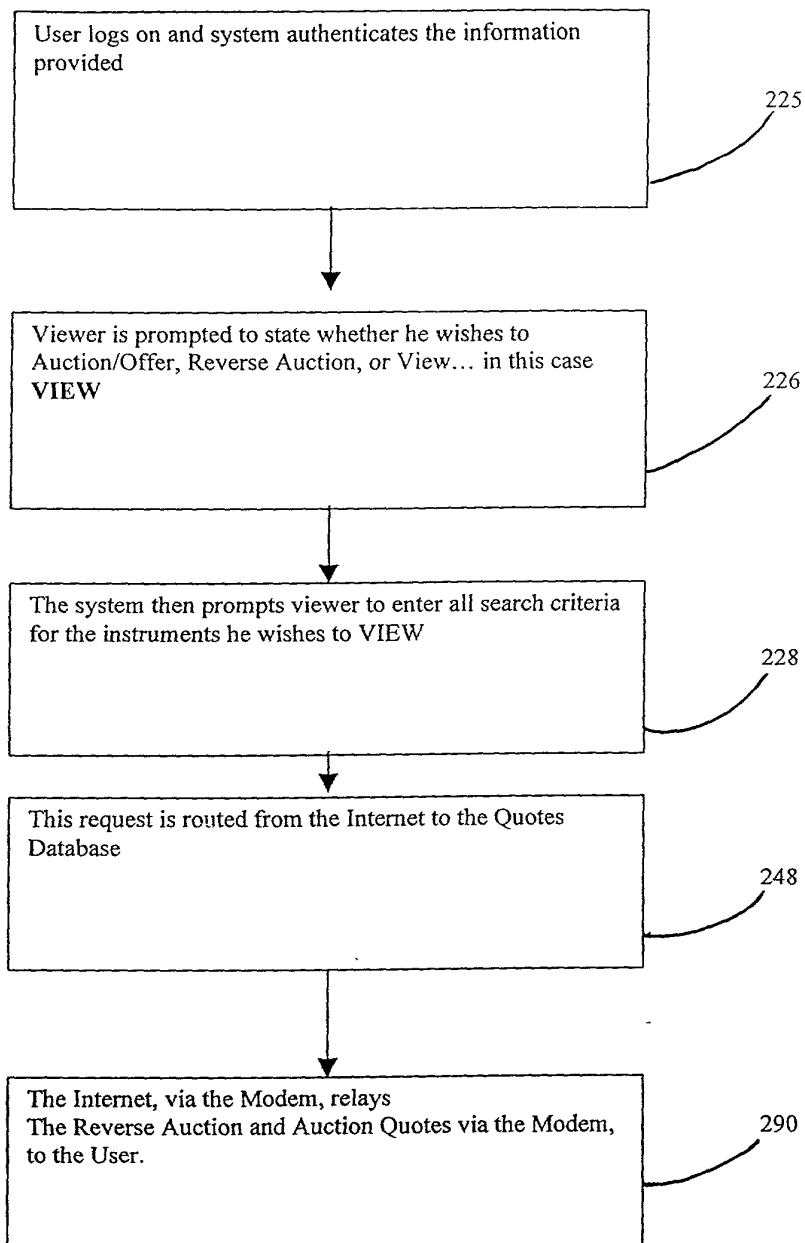 User logs on and system authenticates the information
provided
225
Viewer is prompted to state whether he wishes to
Auction/Offer, Reverse Auction, or View... in this case
VIEW
226
The system then prompts viewer to enter all search criteria
for the instruments he wishes to VIEW
228
This request is routed from the Internet to the Quotes
Database
248
The Internet, via the Modem, relays
The Reverse Auction and Auction Quotes via the Modem,
to the User.
290